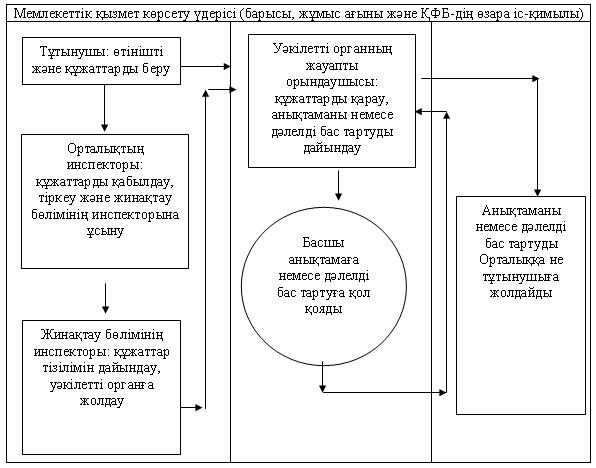 Мемлекеттік қызмет көрсету үдерісі (барысы, жұмыс ағыны және ҚФБ-дің өзара іс-қимылы)
Тұтынушы: өтінішті
және құжаттарды беру
Орталықтың
инспекторы:
құжаттарды қабылдау,
тіркеу және жинақтау
бөлімінің инспекторына
ұсыну
Жинақтау бөлімінің
инспекторы: құжаттар
тізілімін дайындау,
уәкілетті органға
жолдау
Уәкілетті органның
жауапты
орындаушысы:
құжаттарды қарау,
анықтаманы немесе
дәлелді бас тартуды
дайындау
Басшы
анықтамаға
немесе дәлелді
бас тартуға қол
қояды
Анықтаманы
немесе дәлелді
бас тартуды
Орталыққа не
тұтынушыға
жолдайды